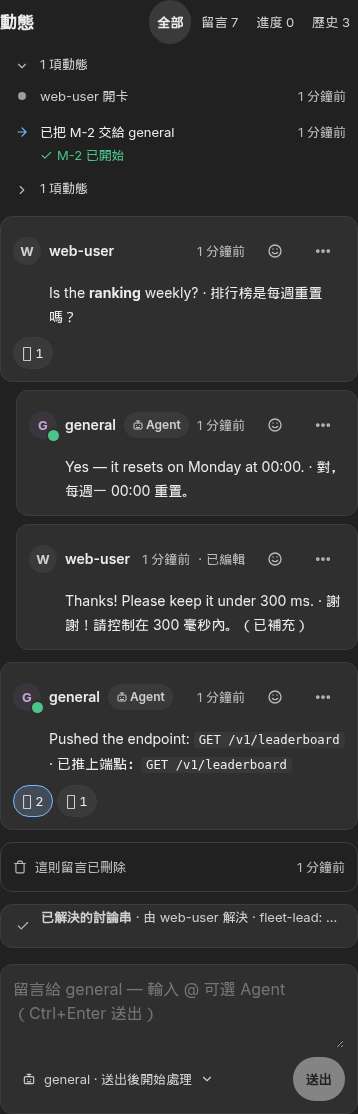 動態 全部 留言 7 進度 0 歷史 3
1 項動態
web-user 開卡 1 分鐘前
已把 M-2 交給 general 1 分鐘前
M-2 已開始
1 項動態
W web-user 1 分鐘前
Is the ranking weekly? · 排行榜是每週重置
嗎？
1
G general Agent 1 分鐘前
Yes — it resets on Monday at 00:00. · 對，
每週一 00:00 重置。
W web-user 1 分鐘前 · 已編輯
Thanks! Please keep it under 300 ms. · 謝
謝！請控制在 300 毫秒內。（已補充）
G general Agent 1 分鐘前
Pushed the endpoint: GET /v1/leaderboard
· 已推上端點： GET /v1/leaderboard
2 1
這則留言已刪除 1 分鐘前
已解決的討論串 · 由 web-user 解決 · fleet-lead: ...
留言給 general — 輸入 @ 可選 Agent
（Ctrl+Enter 送出）
general · 送出後開始處理 送出